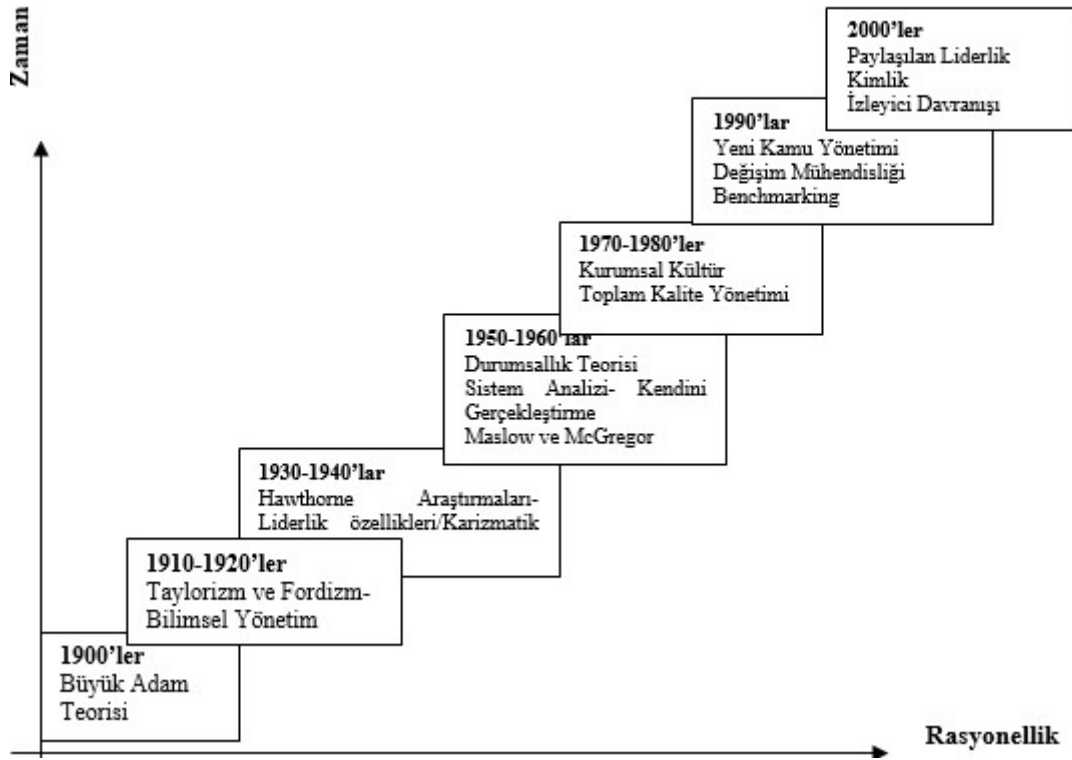 Zaman
2000’ler
Paylaşılan Liderlik
Kimlik
İzleyici Davranışı
1990’lar
Yeni Kamu Yönetimi
Değişim Mühendisliği
Benchmarking
1970-1980’ler
Kurumsal Kültür
Toplam Kalite Yönetimi
1950-1960’lar
Durumsallık Teorisi
Sistem Analizi- Kendini
Gerçekleştirme
Maslow ve McGregor
1930-1940’lar
Hawthorne Araştırmaları-
Liderlik özellikleri/Karizmatik
1910-1920’ler
Taylorizm ve Fordizm-
Bilimsel Yönetim
1900’ler
Büyük Adam
Teorisi
Rasyonellik